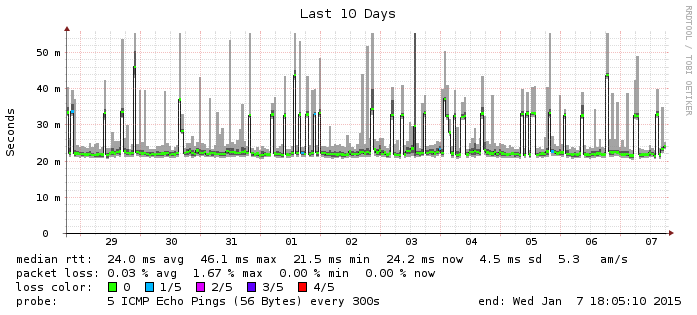 Last 10 Days
RRDTOOL / TOBI OETIKER
Seconds
50 m
40 m
30 m
20 m
10 m
0
29 30 31 01 02 03 04 05 06 07
median rtt: 24.0 ms avg 46.1 ms max 21.5 ms min 24.2 ms now 4.5 ms sd 5.3 am/s
packet loss: 0.03 % avg 1.67 % max 0.00 % min 0.00 % now
loss color: 0 1/5 2/5 3/5 4/5
probe: 5 ICMP Echo Pings (56 Bytes) every 300s end: Wed Jan 7 18:05:10 2015